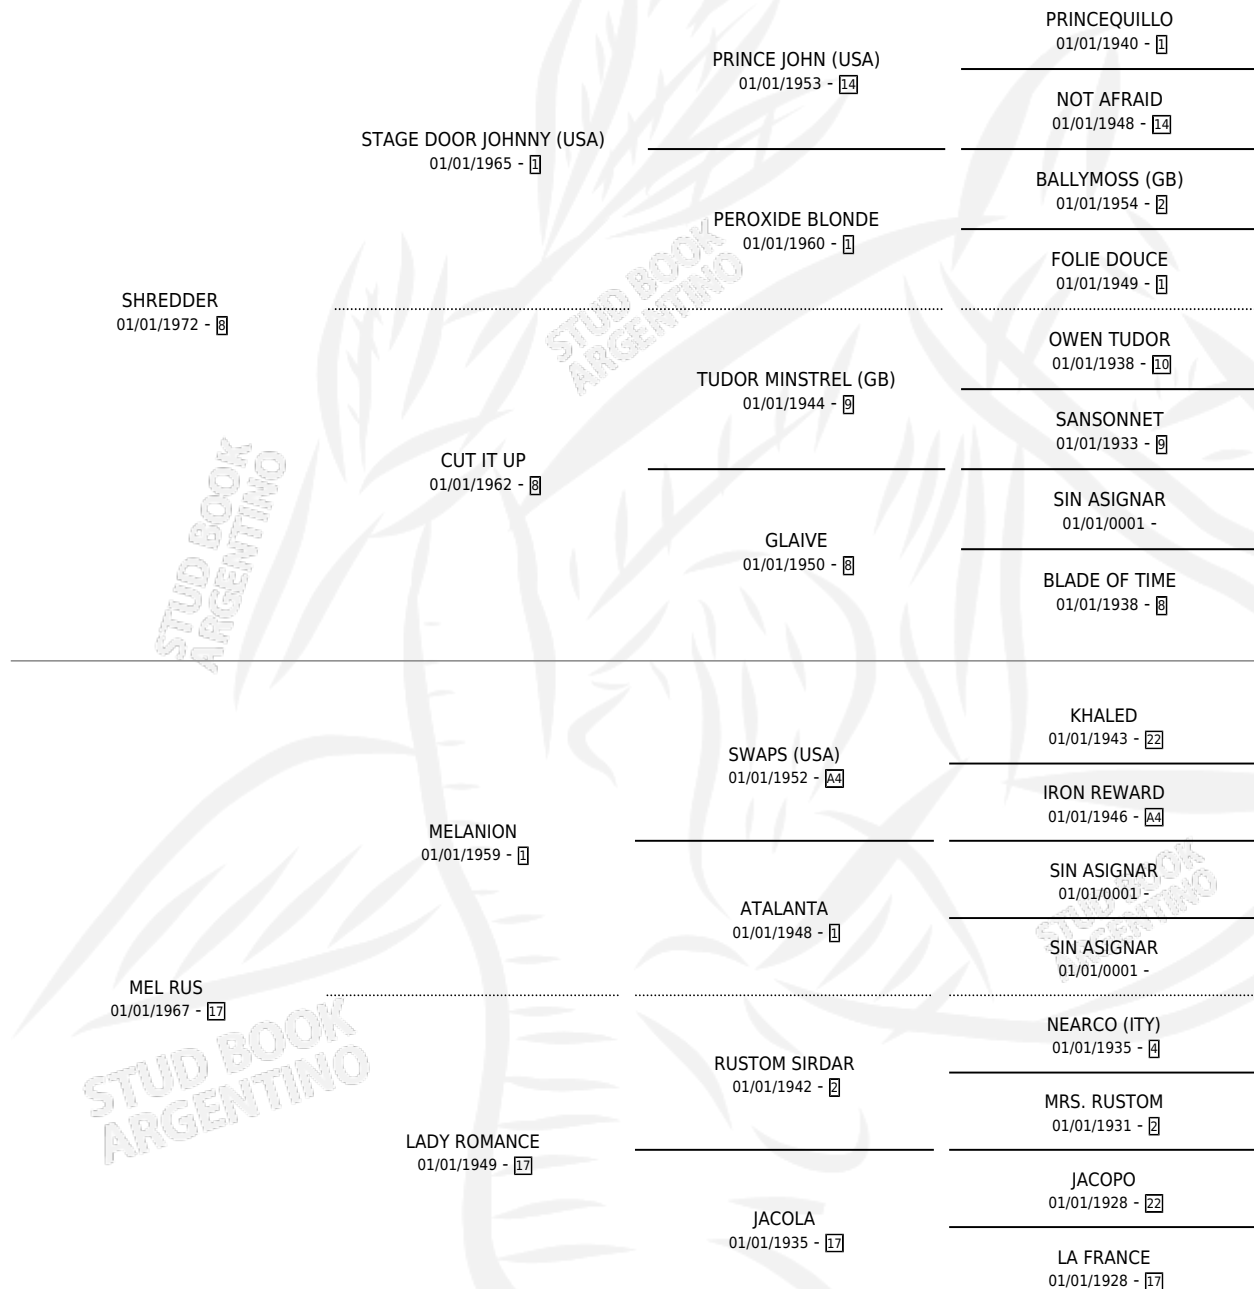 PRINCEQUILLO
01/01/1940 - 1
PRINCE JOHN (USA)
01/01/1953 - 14
NOT AFRAID
01/01/1948 - 14
STAGE DOOR JOHNNY (USA)
01/01/1965 - 1
BALLYMOSS (GB)
01/01/1954 - 2
PEROXIDE BLONDE
01/01/1960 - 1
FOLIE DOUCE
01/01/1949 - 1
SHREDDER
01/01/1972 - 8
OWEN TUDOR
01/01/1938 - 10
TUDOR MINSTREL (GB)
01/01/1944 - 9
SANSONNET
01/01/1933 - 9
CUT IT UP
01/01/1962 - 8
SIN ASIGNAR
01/01/0001 -
GLAIVE
01/01/1950 - 8
BLADE OF TIME
01/01/1938 - 8
KHALED
01/01/1943 - 22
SWAPS (USA)
01/01/1952 - A4
IRON REWARD
01/01/1946 - A4
MELANION
01/01/1959 - 1
SIN ASIGNAR
01/01/0001 -
ATALANTA
01/01/1948 - 1
SIN ASIGNAR
01/01/0001 -
MEL RUS
01/01/1967 - 17
NEARCO (ITY)
01/01/1935 - 4
RUSTOM SIRDAR
01/01/1942 - 2
MRS. RUSTOM
01/01/1931 - 2
LADY ROMANCE
01/01/1949 - 17
JACOPO
01/01/1928 - 22
JACOLA
01/01/1935 - 17
LA FRANCE
01/01/1928 - 17
STUD BOOK
ARGENTINO
STUD BOOK
ARGENTINO
STUD BOOK
ARGENTINO
STUD BOOK
ARGENTINO